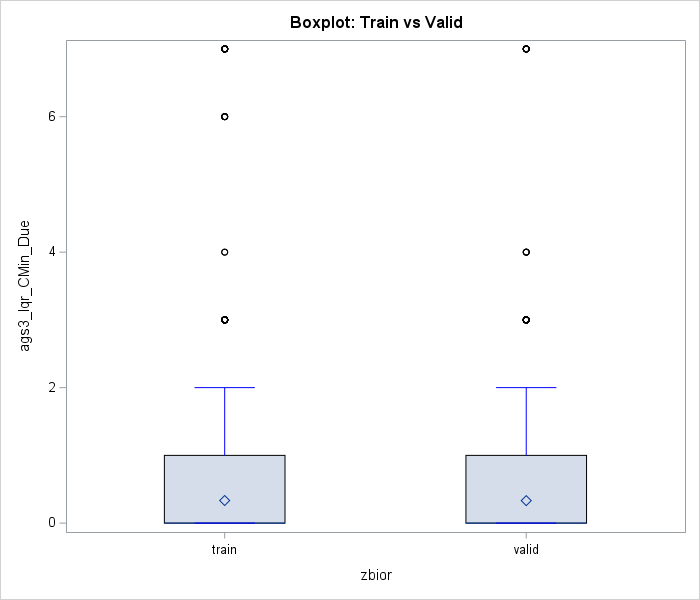 Boxplot: Train vs Valid
6
4
2
0
ags3_Iqr_CMin_Due
train
valid
zbior